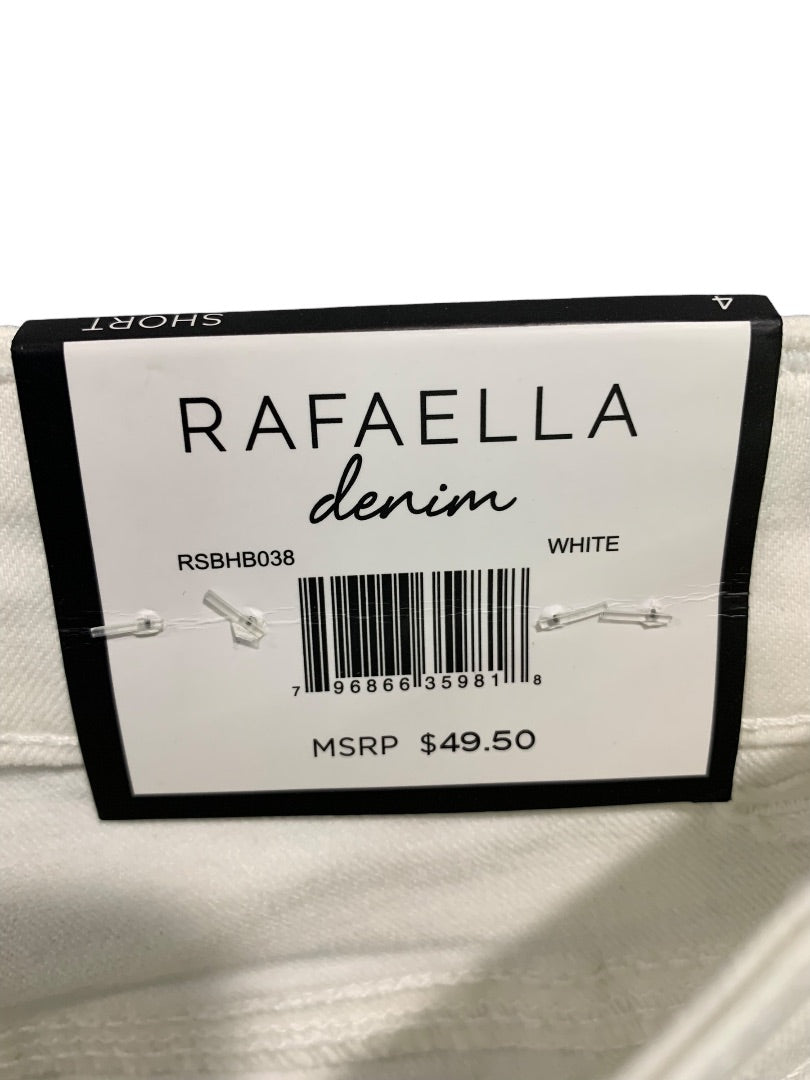 SHORT 4
RAFAELLA
denim
RSBHB038 WHITE
7 96866 35981 8
MSRP $49.50